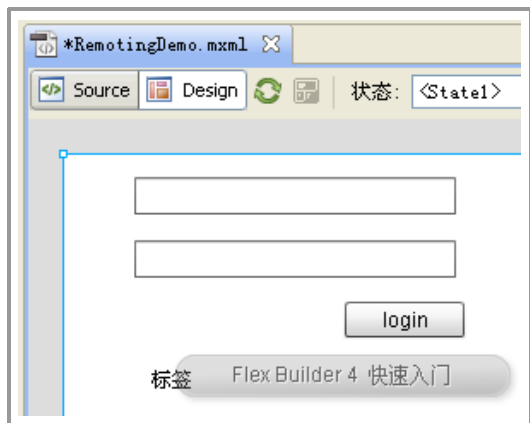 *RemotingDemo.mxml
Source Design 状态: <State1>
login
标签 Flex Builder 4 快速入门